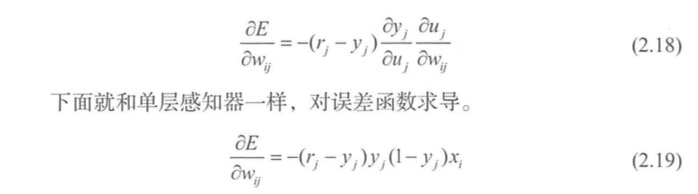 ∂E/∂w_ij = -(r_j - y_j) ∂y_j/∂u_j ∂u_j/∂w_ij (2.18)
下面就和单层感知器一样，对误差函数求导。
∂E/∂w_ij = -(r_j - y_j)y_j(1-y_j)x_i (2.19)